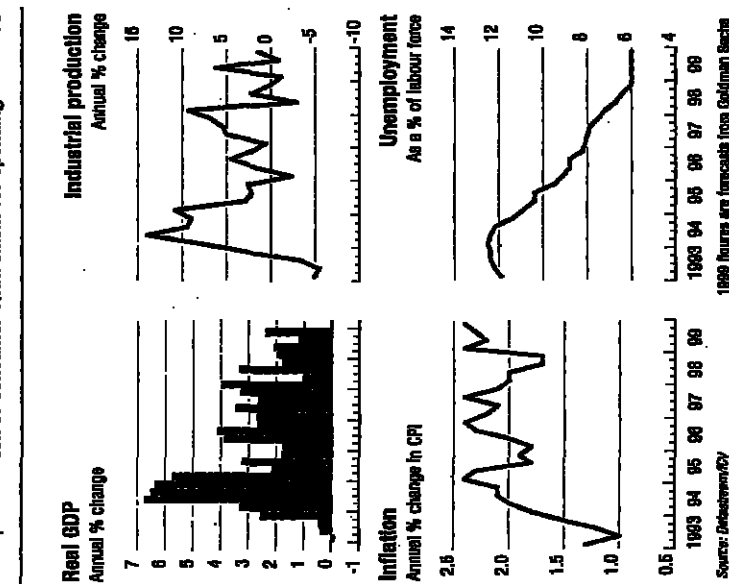 Real GDP
Annual % change
7
6
5
4
3
2
1
0
-1
Industrial production
Annual % change
15
10
5
0
-5
-10
Inflation
Annual % change in CPI
2.5
2.0
1.5
1.0
0.5
1993 94 95 96 97 98 99
Source: Datastream/ICV
Unemployment
As a % of labour force
14
12
10
8
6
4
1993 94 95 96 97 98 99
1999 figures are forecasts from Goldman Sachs